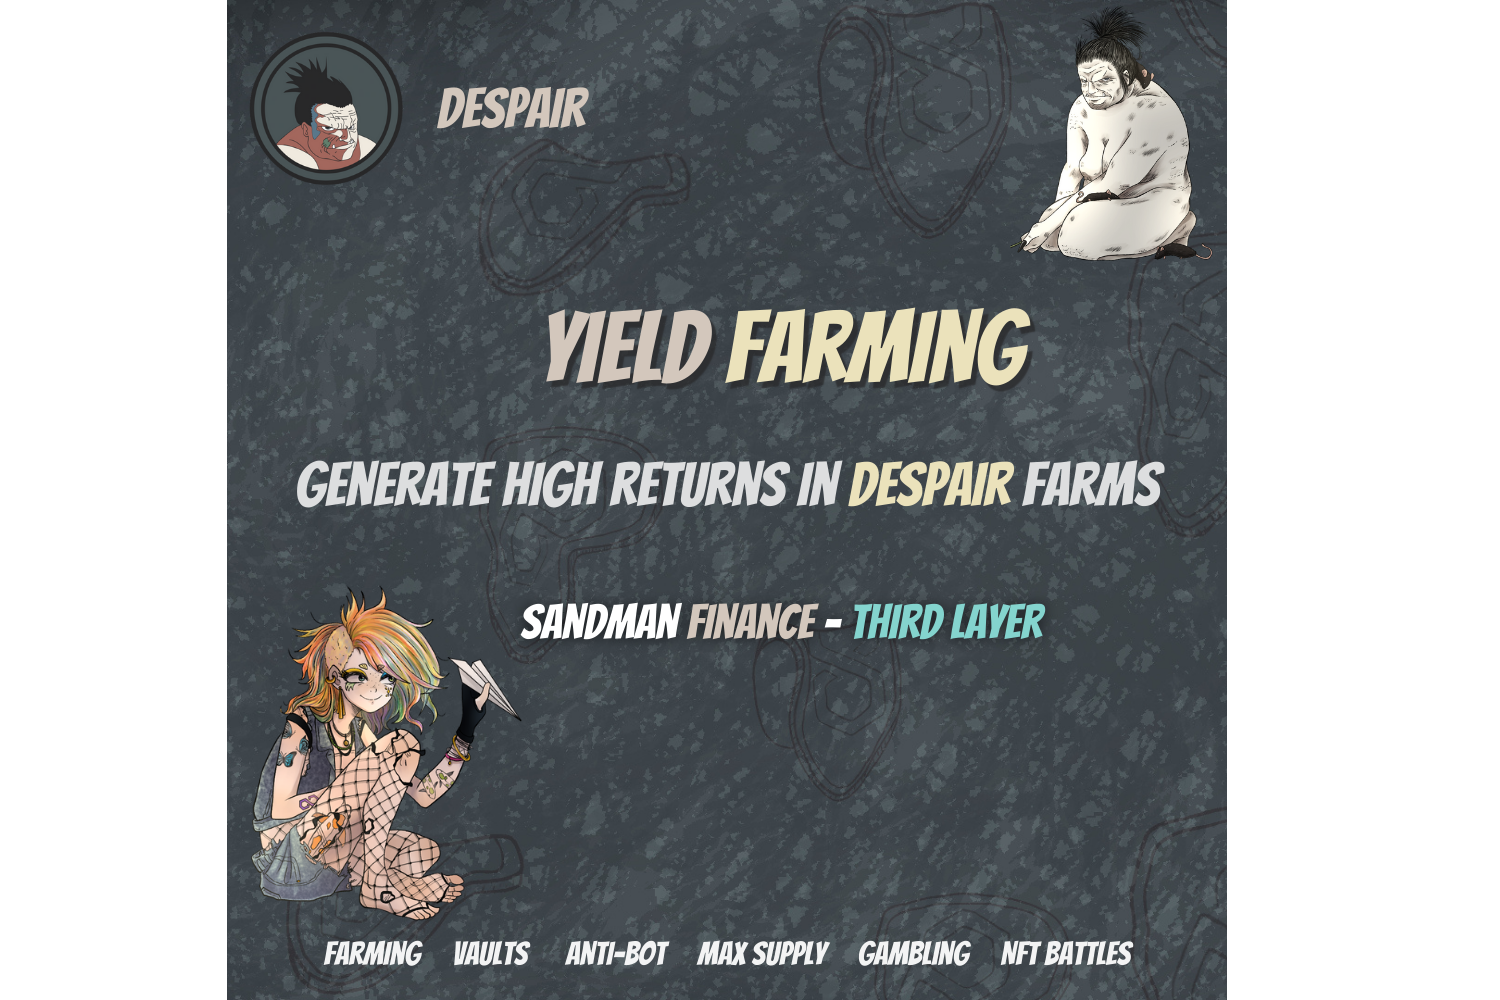 DESPAIR
YIELD FARMING
GENERATE HIGH RETURNS IN DESPAIR FARMS
SANDMAN FINANCE - THIRD LAYER
FARMING VAULTS ANTI-BOT MAX SUPPLY GAMBLING NFT BATTLES